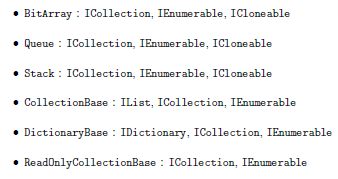 • BitArray : ICollection, IEnumerable, ICloneable
• Queue : ICollection, IEnumerable, ICloneable
• Stack : ICollection, IEnumerable, ICloneable
• CollectionBase : IList, ICollection, IEnumerable
• DictionaryBase : IDictionary, ICollection, IEnumerable
• ReadOnlyCollectionBase : ICollection, IEnumerable